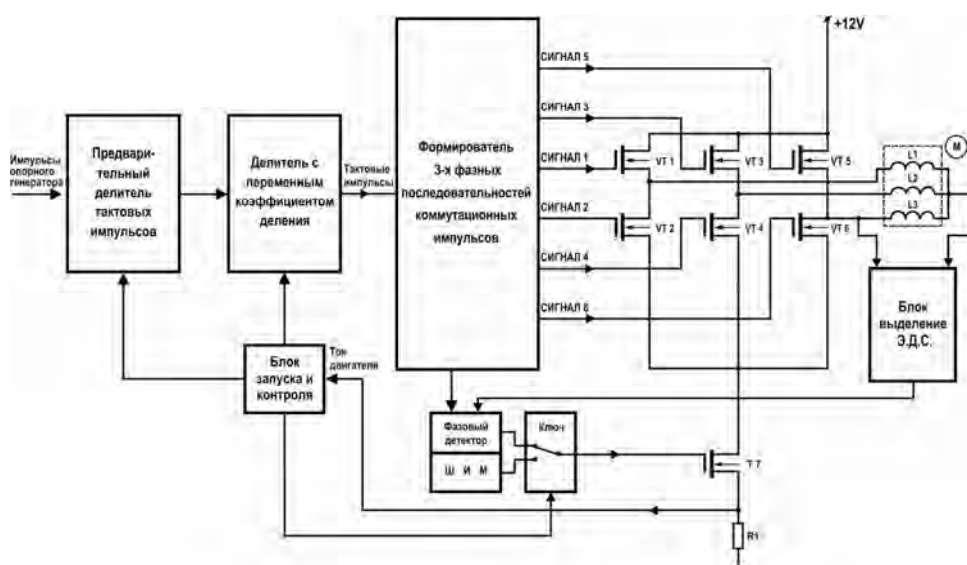 +12V
СИГНАЛ 5
СИГНАЛ 3
СИГНАЛ 1
СИГНАЛ 2
СИГНАЛ 4
СИГНАЛ 6
Импульсы
опорного
генератора
Предвари-
тельный
делитель
тактовых
импульсов
Делитель с
переменным
коэффициентом
деления
Тактовые
импульсы
Формирователь
3-х фазных
последовательностей
коммутационных
импульсов
VT 1
VT 3
VT 5
VT 2
VT 4
VT 6
L1
L2
L3
M
Блок
выделение
Э.Д.С.
Блок
запуска и
контроля
Ток
двигателя
Фазовый
детектор
Ш И М
Ключ
T 7
R1